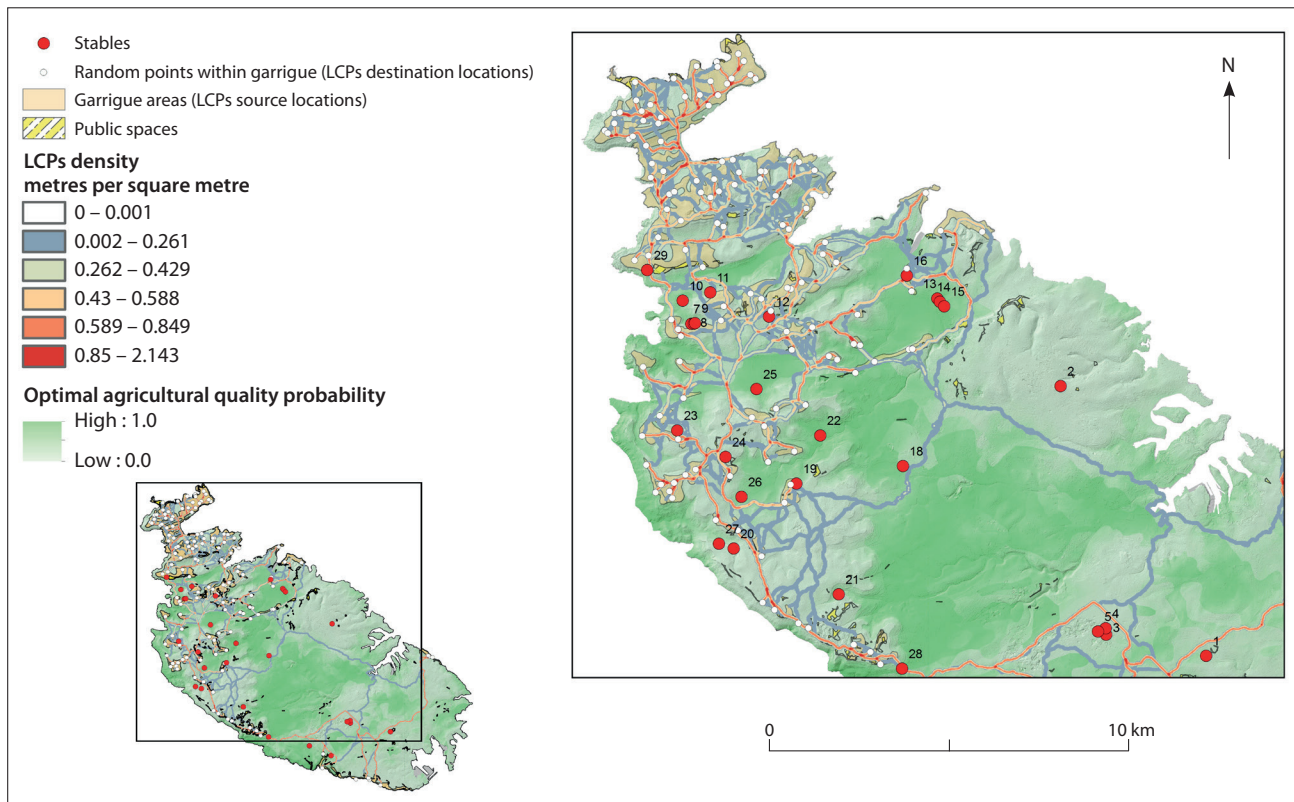 Stables
Random points within garrigue (LCPs destination locations)
Garrigue areas (LCPs source locations)
Public spaces
LCPs density
metres per square metre
0 – 0.001
0.002 – 0.261
0.262 – 0.429
0.43 – 0.588
0.589 – 0.849
0.85 – 2.143
Optimal agricultural quality probability
High : 1.0
Low : 0.0
N
29
16
10
11
13
14
15
12
7
9
8
25
2
23
22
24
18
19
26
27
20
21
5
4
3
1
28
0
10 km